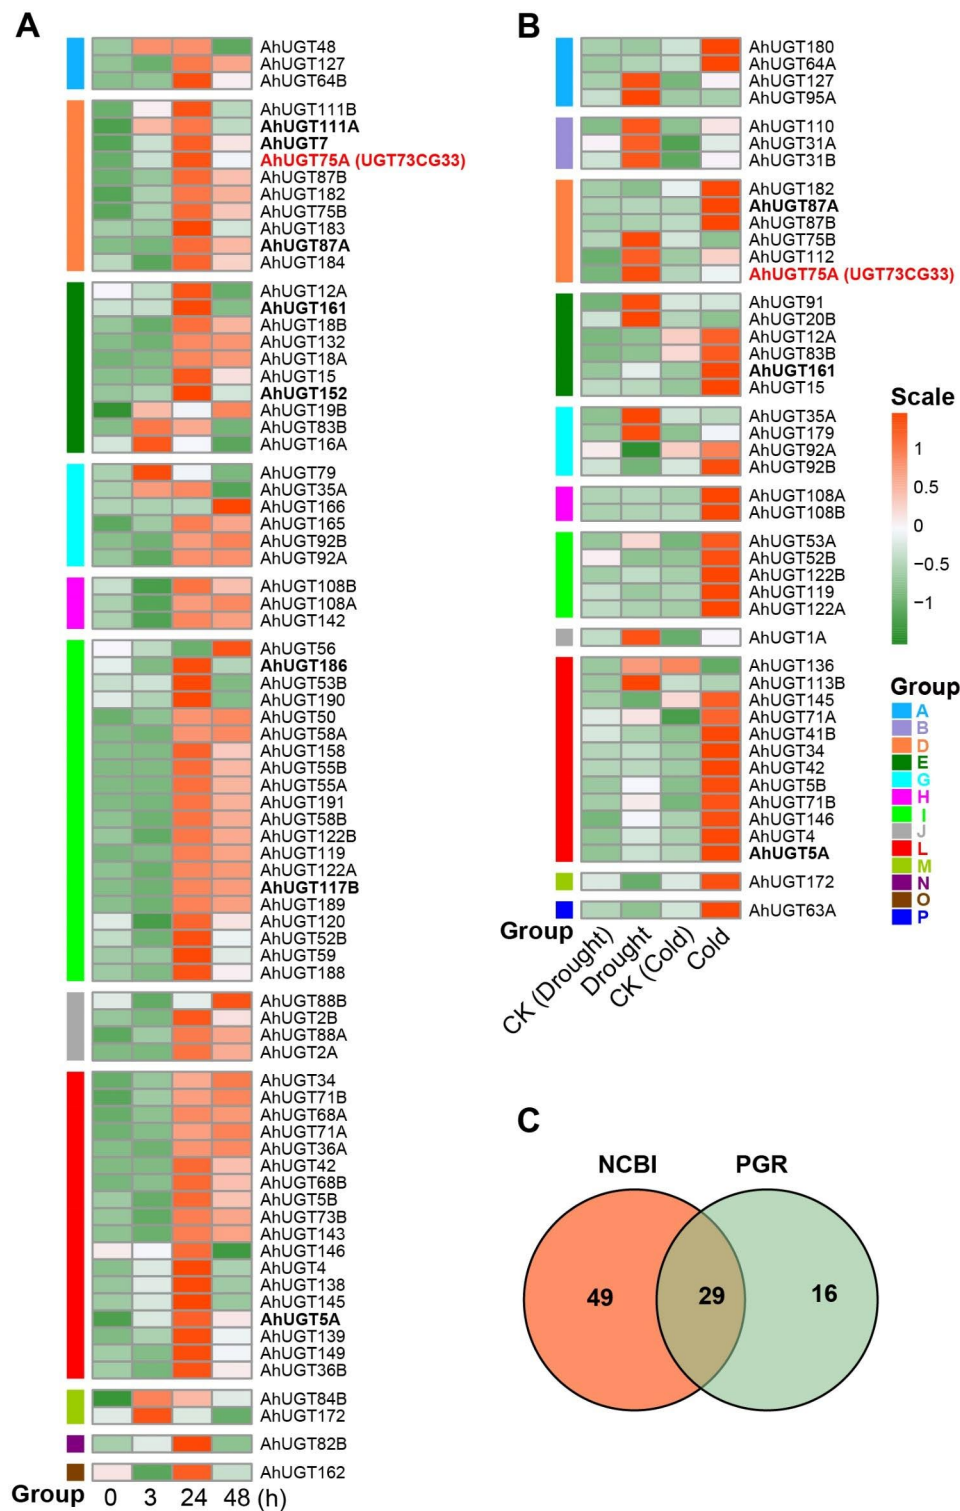 A
AhUGT48
AhUGT127
AhUGT64B
AhUGT111B
AhUGT111A
AhUGT7
AhUGT75A (UGT73CG33)
AhUGT87B
AhUGT182
AhUGT75B
AhUGT183
AhUGT87A
AhUGT184
AhUGT12A
AhUGT161
AhUGT18B
AhUGT132
AhUGT18A
AhUGT15
AhUGT152
AhUGT19B
AhUGT83B
AhUGT16A
AhUGT79
AhUGT35A
AhUGT166
AhUGT165
AhUGT92B
AhUGT92A
AhUGT108B
AhUGT108A
AhUGT142
AhUGT56
AhUGT186
AhUGT53B
AhUGT190
AhUGT50
AhUGT58A
AhUGT158
AhUGT55B
AhUGT55A
AhUGT191
AhUGT58B
AhUGT122B
AhUGT119
AhUGT122A
AhUGT117B
AhUGT189
AhUGT120
AhUGT52B
AhUGT59
AhUGT188
AhUGT88B
AhUGT2B
AhUGT88A
AhUGT2A
AhUGT34
AhUGT71B
AhUGT68A
AhUGT71A
AhUGT36A
AhUGT42
AhUGT68B
AhUGT5B
AhUGT73B
AhUGT143
AhUGT146
AhUGT4
AhUGT138
AhUGT145
AhUGT5A
AhUGT139
AhUGT149
AhUGT36B
AhUGT84B
AhUGT172
AhUGT82B
AhUGT162
Group 0 3 24 48 (h)
B
AhUGT180
AhUGT64A
AhUGT127
AhUGT95A
AhUGT110
AhUGT31A
AhUGT31B
AhUGT182
AhUGT87A
AhUGT87B
AhUGT75B
AhUGT112
AhUGT75A (UGT73CG33)
AhUGT91
AhUGT20B
AhUGT12A
AhUGT83B
AhUGT161
AhUGT15
AhUGT35A
AhUGT179
AhUGT92A
AhUGT92B
AhUGT108A
AhUGT108B
AhUGT53A
AhUGT52B
AhUGT122B
AhUGT119
AhUGT122A
AhUGT1A
AhUGT136
AhUGT113B
AhUGT145
AhUGT71A
AhUGT41B
AhUGT34
AhUGT42
AhUGT5B
AhUGT71B
AhUGT146
AhUGT4
AhUGT5A
AhUGT172
AhUGT63A
Group
CK (Drought)
Drought
CK (Cold)
Cold
Scale
1
0.5
0
−0.5
−1
Group
A
B
D
E
G
H
I
J
L
M
N
O
P
C
NCBI PGR
49 29 16